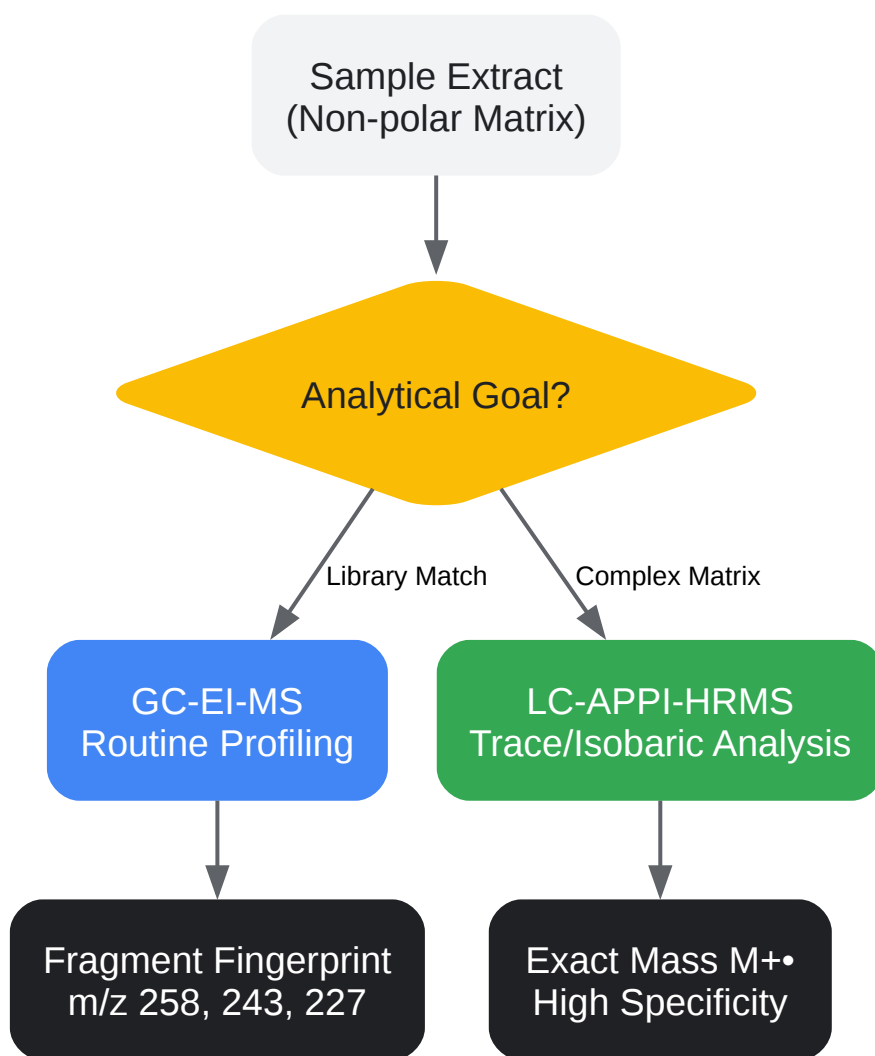 Sample Extract
(Non-polar Matrix)
Analytical Goal?
Library Match
Complex Matrix
GC-EI-MS
Routine Profiling
LC-APPI-HRMS
Trace/Isobaric Analysis
Fragment Fingerprint
m/z 258, 243, 227
Exact Mass M+•
High Specificity